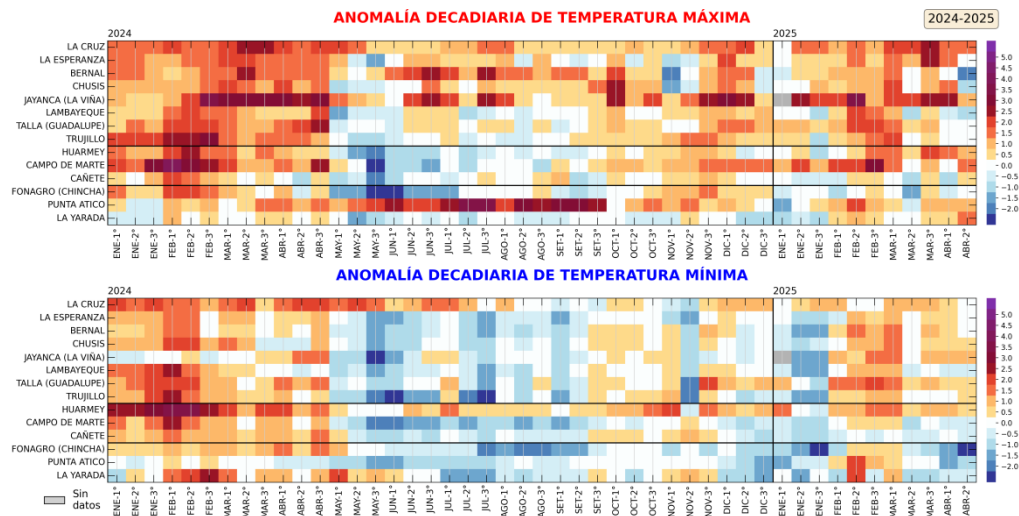 ANOMALÍA DECADIARIA DE TEMPERATURA MÁXIMA
2024-2025
2024
2025
LA CRUZ
LA ESPERANZA
BERNAL
CHUSIS
JAYANCA (LA VIÑA)
LAMBAYEQUE
TALLA (GUADALUPE)
TRUJILLO
HUARMEY
CAMPO DE MARTE
CAÑETE
FONAGRO (CHINCHA)
PUNTA ATICO
LA YARADA
5.0
4.5
4.0
3.5
3.0
2.5
2.0
1.5
1.0
0.5
0.0
−0.5
−1.0
−1.5
−2.0
ENE-1°
ENE-2°
ENE-3°
FEB-1°
FEB-2°
FEB-3°
MAR-1°
MAR-2°
MAR-3°
ABR-1°
ABR-2°
ABR-3°
MAY-1°
MAY-2°
MAY-3°
JUN-1°
JUN-2°
JUN-3°
JUL-1°
JUL-2°
JUL-3°
AGO-1°
AGO-2°
AGO-3°
SET-1°
SET-2°
SET-3°
OCT-1°
OCT-2°
OCT-3°
NOV-1°
NOV-2°
NOV-3°
DIC-1°
DIC-2°
DIC-3°
ENE-1°
ENE-2°
ENE-3°
FEB-1°
FEB-2°
FEB-3°
MAR-1°
MAR-2°
MAR-3°
ABR-1°
ABR-2°
ANOMALÍA DECADIARIA DE TEMPERATURA MÍNIMA
2024
2025
LA CRUZ
LA ESPERANZA
BERNAL
CHUSIS
JAYANCA (LA VIÑA)
LAMBAYEQUE
TALLA (GUADALUPE)
TRUJILLO
HUARMEY
CAMPO DE MARTE
CAÑETE
FONAGRO (CHINCHA)
PUNTA ATICO
LA YARADA
5.0
4.5
4.0
3.5
3.0
2.5
2.0
1.5
1.0
0.5
0.0
−0.5
−1.0
−1.5
−2.0
Sin
datos
ENE-1°
ENE-2°
ENE-3°
FEB-1°
FEB-2°
FEB-3°
MAR-1°
MAR-2°
MAR-3°
ABR-1°
ABR-2°
ABR-3°
MAY-1°
MAY-2°
MAY-3°
JUN-1°
JUN-2°
JUN-3°
JUL-1°
JUL-2°
JUL-3°
AGO-1°
AGO-2°
AGO-3°
SET-1°
SET-2°
SET-3°
OCT-1°
OCT-2°
OCT-3°
NOV-1°
NOV-2°
NOV-3°
DIC-1°
DIC-2°
DIC-3°
ENE-1°
ENE-2°
ENE-3°
FEB-1°
FEB-2°
FEB-3°
MAR-1°
MAR-2°
MAR-3°
ABR-1°
ABR-2°